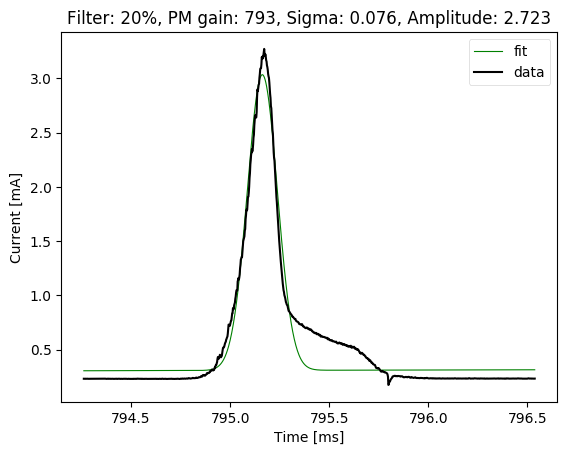 Filter: 20%, PM gain: 793, Sigma: 0.076, Amplitude: 2.723
fit
data
Current [mA]
3.0
2.5
2.0
1.5
1.0
0.5
794.5 795.0 795.5 796.0 796.5
Time [ms]